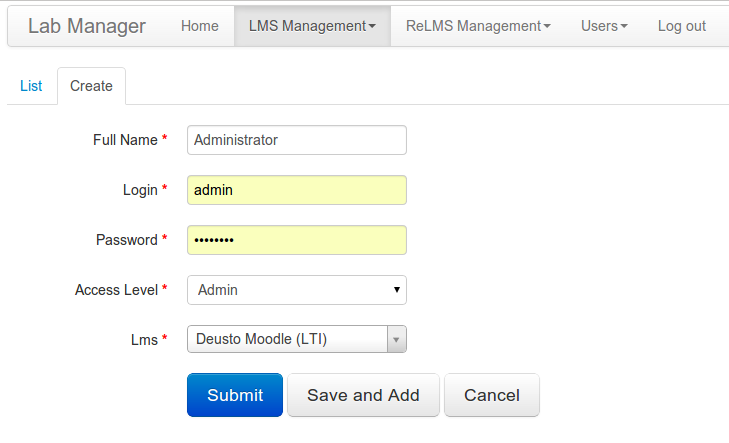 Lab Manager Home LMS Management ReLMS Management Users Log out
List Create
Full Name * Administrator
Login * admin
Password * ••••••••
Access Level * Admin
Lms * Deusto Moodle (LTI)
Submit Save and Add Cancel